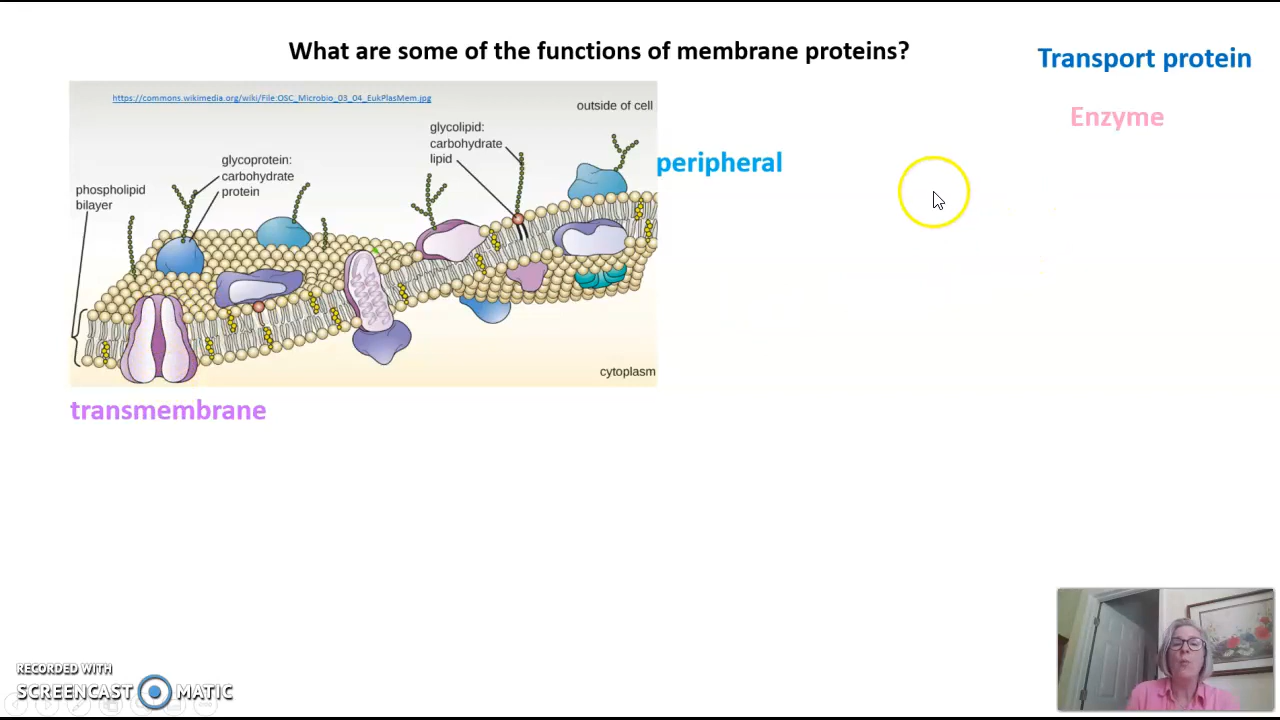 What are some of the functions of membrane proteins?
Transport protein
https://commons.wikimedia.org/wiki/File:OSC_Microbio_03_04_EukPlasMem.jpg
outside of cell
Enzyme
glycolipid:
carbohydrate
lipid
glycoprotein:
carbohydrate
protein
peripheral
phospholipid
bilayer
cytoplasm
transmembrane
RECORDED WITH
SCREENCAST MATIC